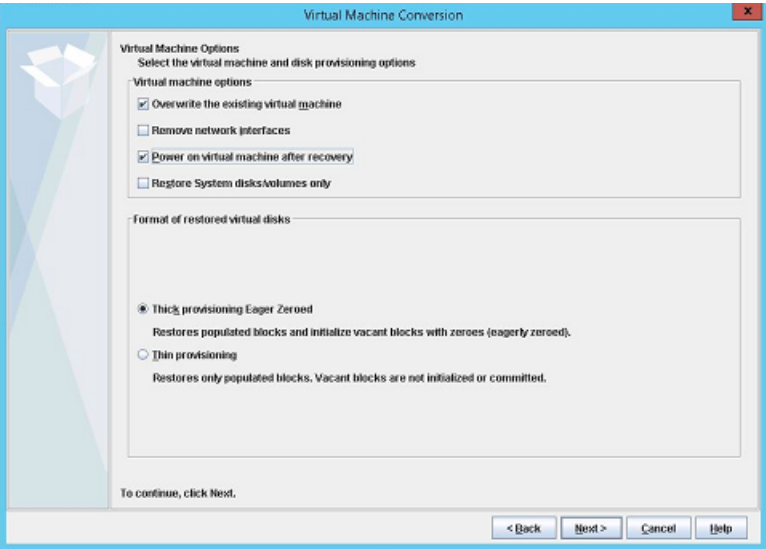 Virtual Machine Conversion
x
Virtual Machine Options
Select the virtual machine and disk provisioning options
Virtual machine options
Overwrite the existing virtual machine
Remove network interfaces
Power on virtual machine after recovery
Restore System disks/volumes only
Format of restored virtual disks
Thick provisioning Eager Zeroed
Restores populated blocks and initialize vacant blocks with zeroes (eagerly zeroed).
Thin provisioning
Restores only populated blocks. Vacant blocks are not initialized or committed.
To continue, click Next.
< Back Next > Cancel Help